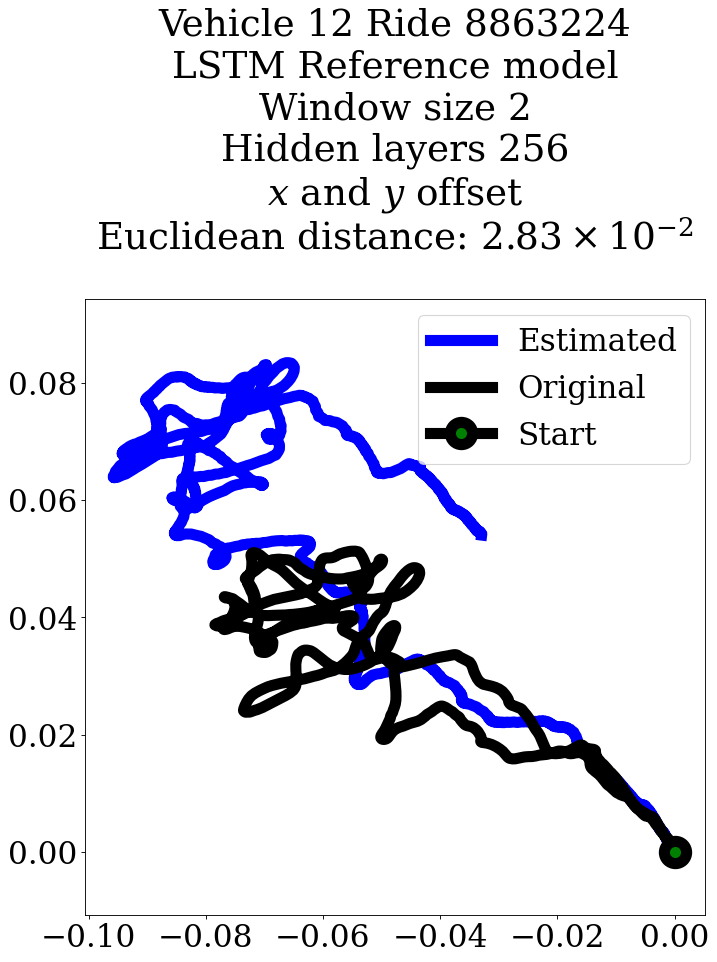 Vehicle 12 Ride 8863224
LSTM Reference model
Window size 2
Hidden layers 256
x and y offset
Euclidean distance: 2.83 × 10⁻²
Estimated
Original
Start
0.08
0.06
0.04
0.02
0.00
−0.10 −0.08 −0.06 −0.04 −0.02 0.00